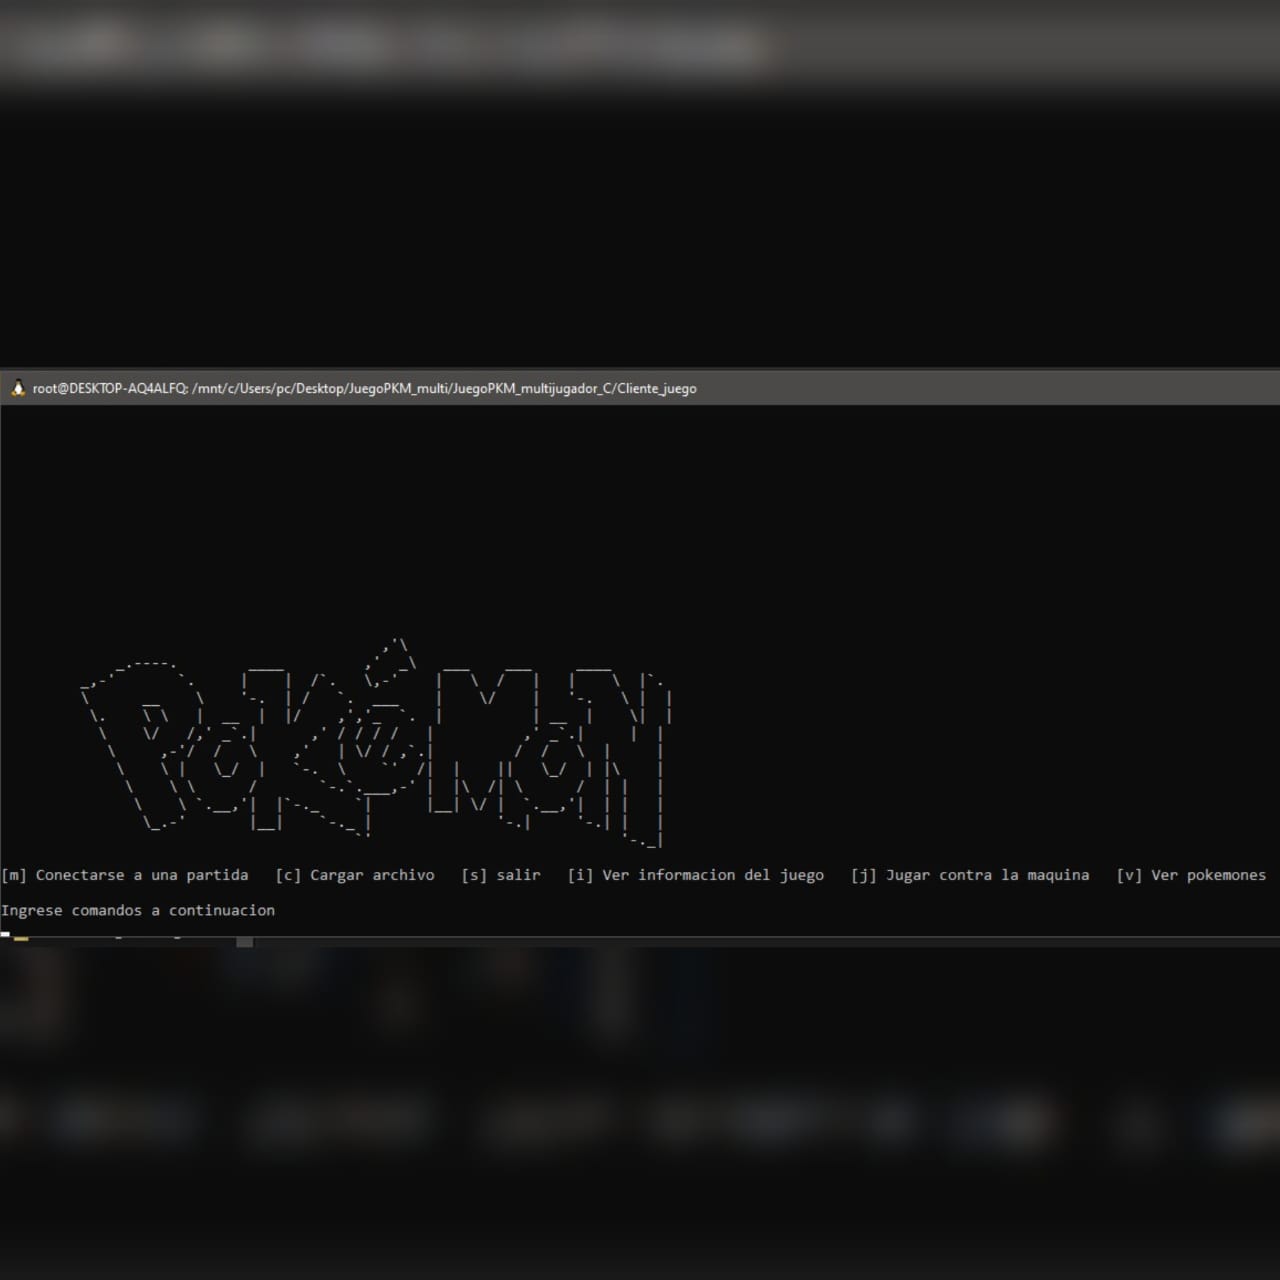 root@DESKTOP-AQ4ALFQ: /mnt/c/Users/pc/Desktop/JuegoPKM_multi/JuegoPKM_multijugador_C/Cliente_juego
POKéMON
[m] Conectarse a una partida [c] Cargar archivo [s] salir [i] Ver informacion del juego [j] Jugar contra la maquina [v] Ver pokemones
Ingrese comandos a continuacion